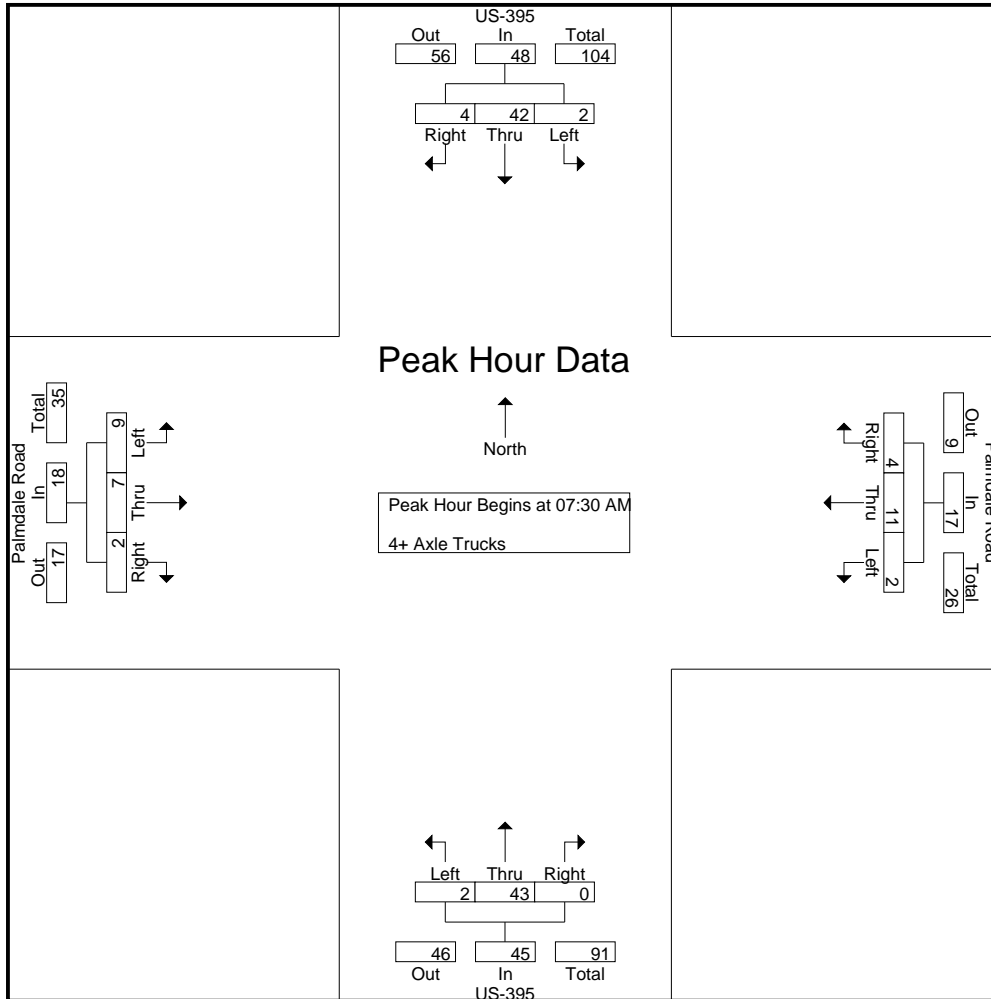 US-395
Out In Total
56 48 104
4 42 2
Right Thru Left
Peak Hour Data
North
Peak Hour Begins at 07:30 AM
4+ Axle Trucks
Palmdale Road
Out In Total
17 18 35
9 7 2
Left Thru Right
Palmdale Road
Out In Total
9 17 26
4 11 2
Right Thru Left
Left Thru Right
2 43 0
46 45 91
Out In Total
US-395